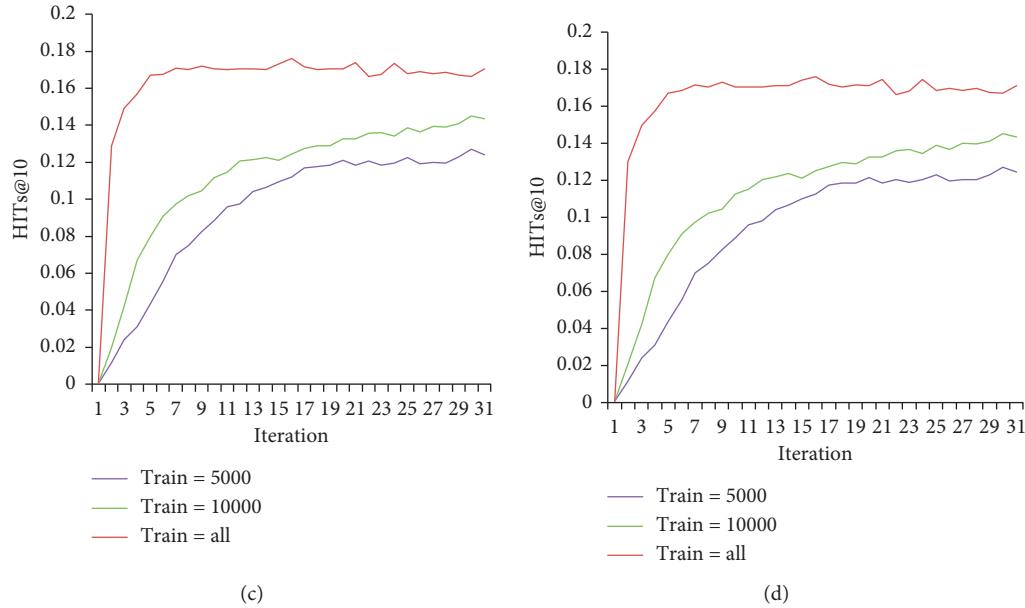 0.2
0.18
0.16
0.14
0.12
0.1
0.08
0.06
0.04
0.02
0
HITs@10
1 3 5 7 9 11 13 15 17 19 21 23 25 27 29 31
Iteration
Train = 5000
Train = 10000
Train = all
(c)
0.2
0.18
0.16
0.14
0.12
0.1
0.08
0.06
0.04
0.02
0
HITs@10
1 3 5 7 9 11 13 15 17 19 21 23 25 27 29 31
Iteration
Train = 5000
Train = 10000
Train = all
(d)